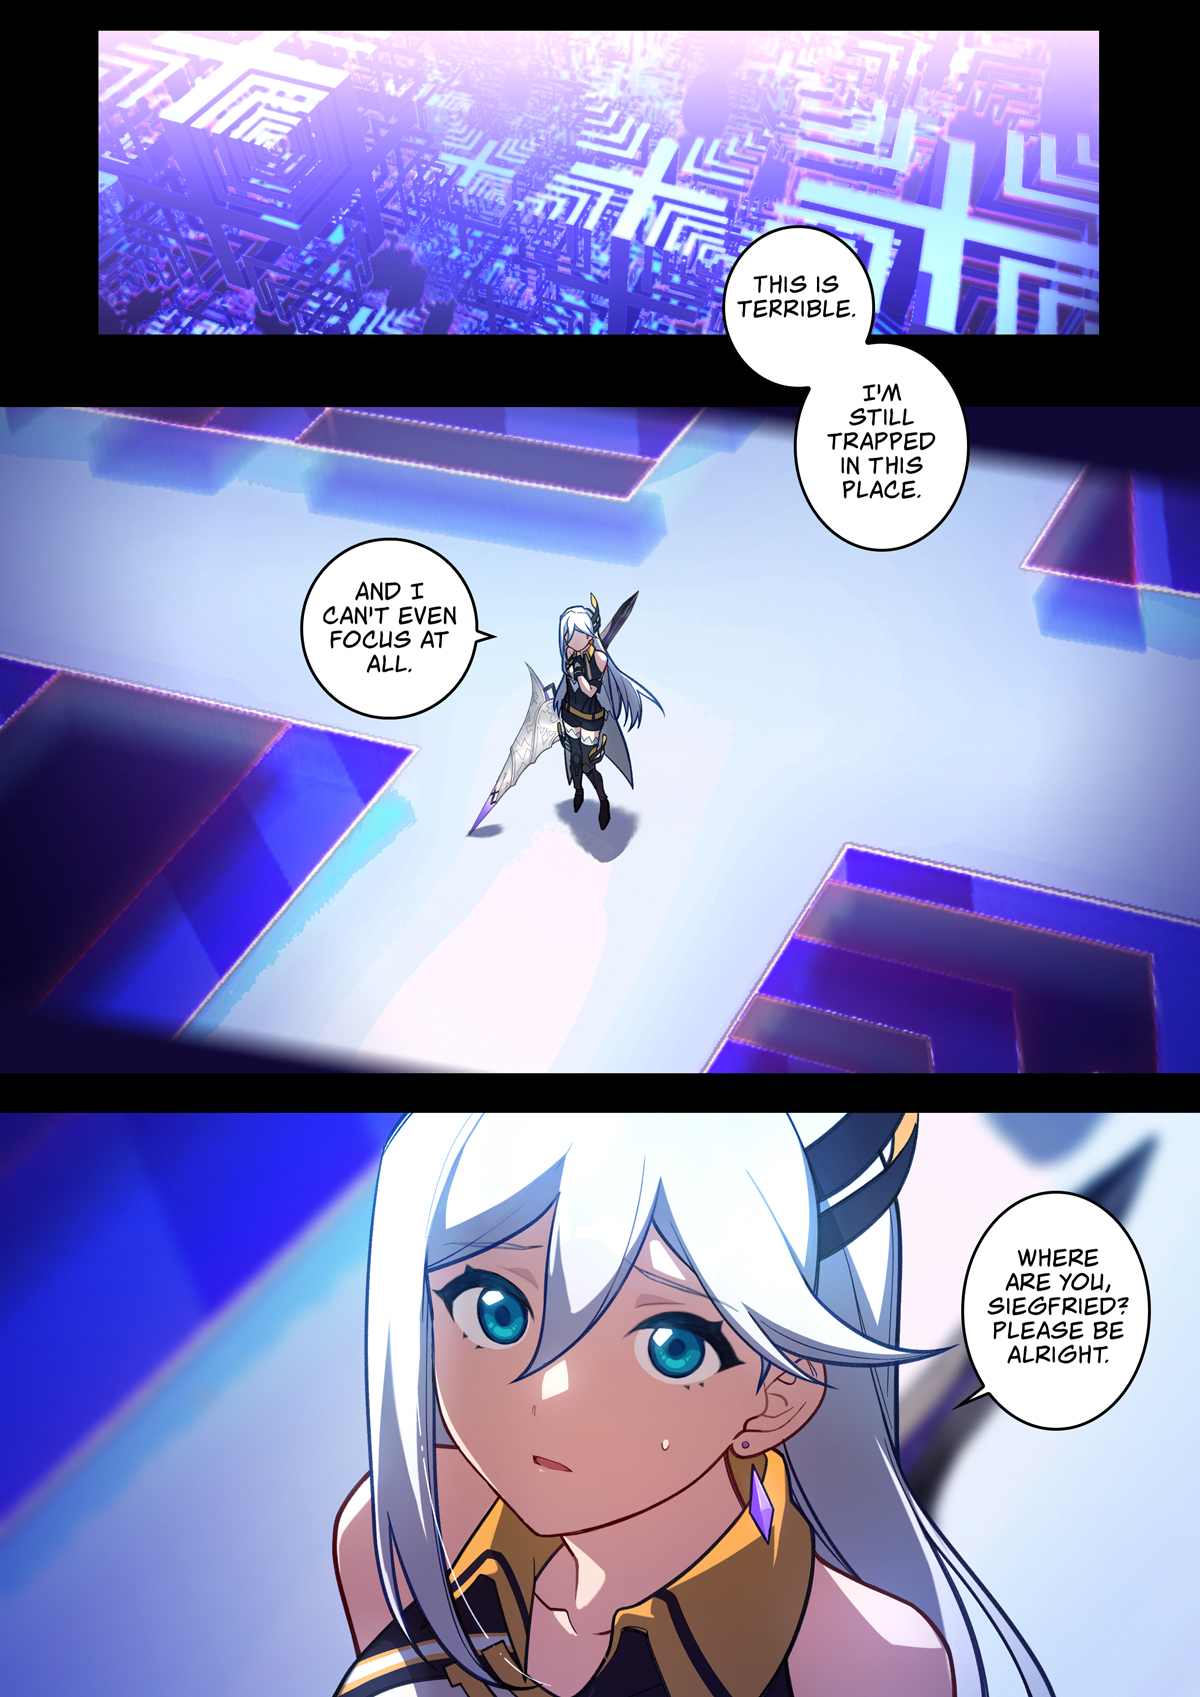 THIS IS
TERRIBLE.
I'M
STILL
TRAPPED
IN THIS
PLACE.
AND I
CAN'T EVEN
FOCUS AT
ALL.
WHERE
ARE YOU,
SIEGFRIED?
PLEASE BE
ALRIGHT.